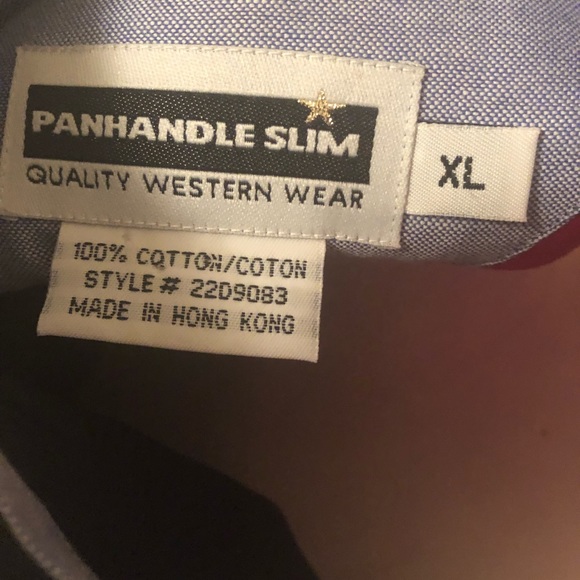 PANHANDLE SLIM
QUALITY WESTERN WEAR
XL
100% COTTON/COTON
STYLE# 22D9083
MADE IN HONG KONG